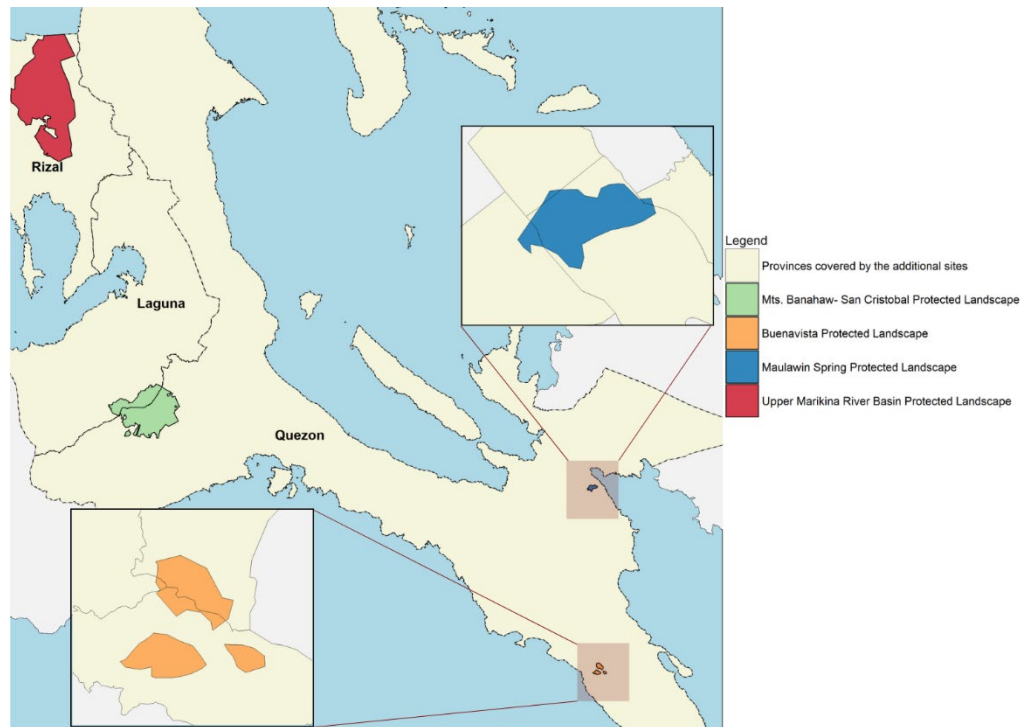 Rizal
Laguna
Quezon
Legend
Provinces covered by the additional sites
Mts. Banahaw- San Cristobal Protected Landscape
Buenavista Protected Landscape
Maulawin Spring Protected Landscape
Upper Marikina River Basin Protected Landscape